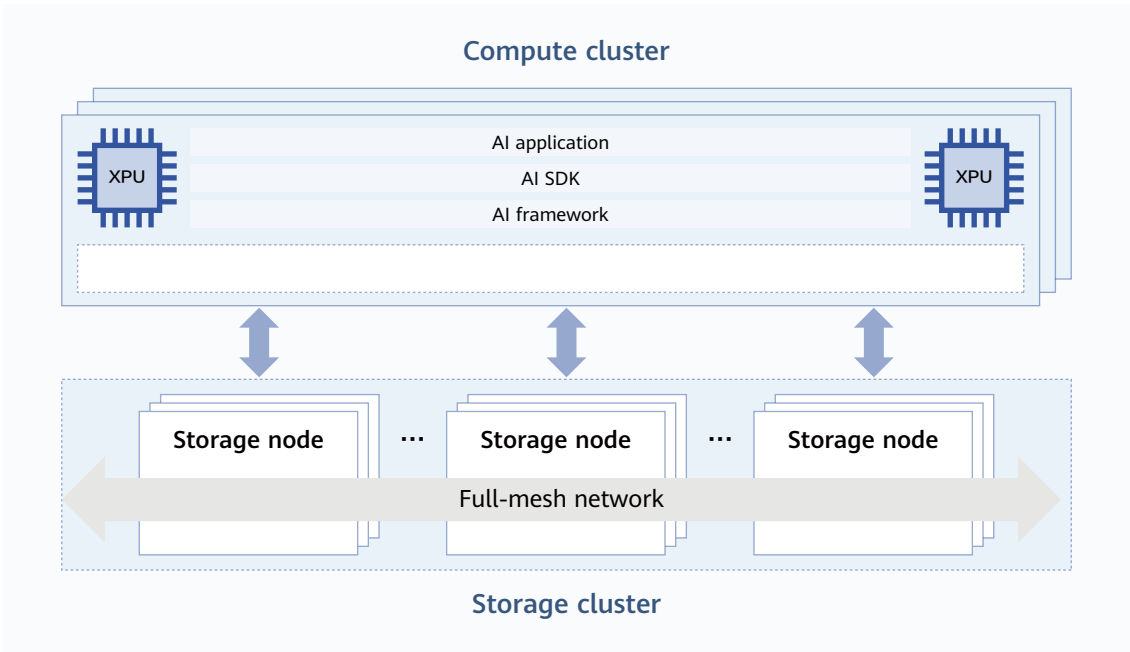 Compute cluster
XPU
AI application
AI SDK
AI framework
XPU
Storage node
...
Storage node
...
Storage node
Full-mesh network
Storage cluster